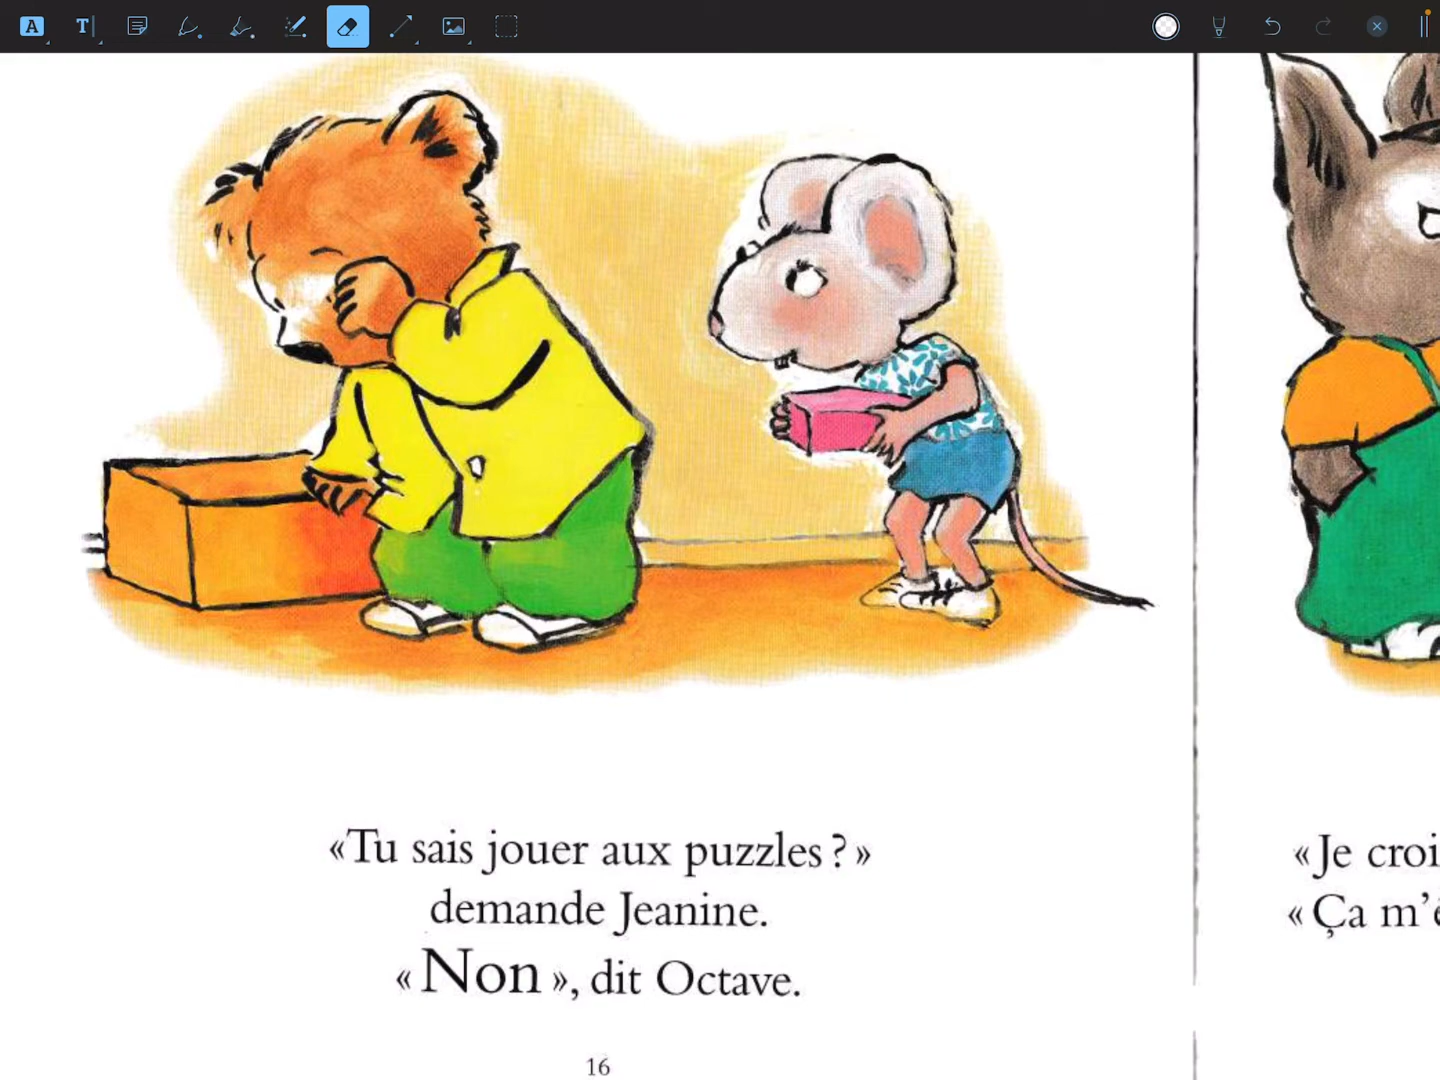 A
T
«Tu sais jouer aux puzzles ? »
demande Jeanine.
« Non », dit Octave.
16
« Je croi
« Ça m'é